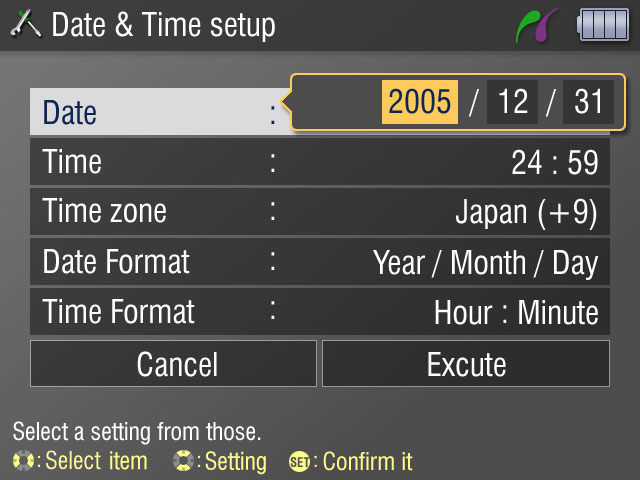 Date & Time setup
Date : 2005 / 12 / 31
Time : 24 : 59
Time zone : Japan (+9)
Date Format : Year / Month / Day
Time Format : Hour : Minute
Cancel Excute
Select a setting from those.
: Select item : Setting SET : Confirm it